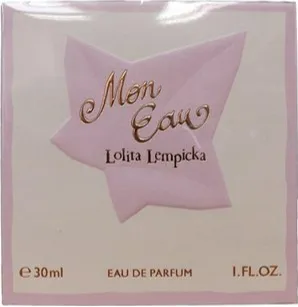 Mon
Eau
Lolita Lempicka
℮ 30ml EAU DE PARFUM 1.FL.OZ.